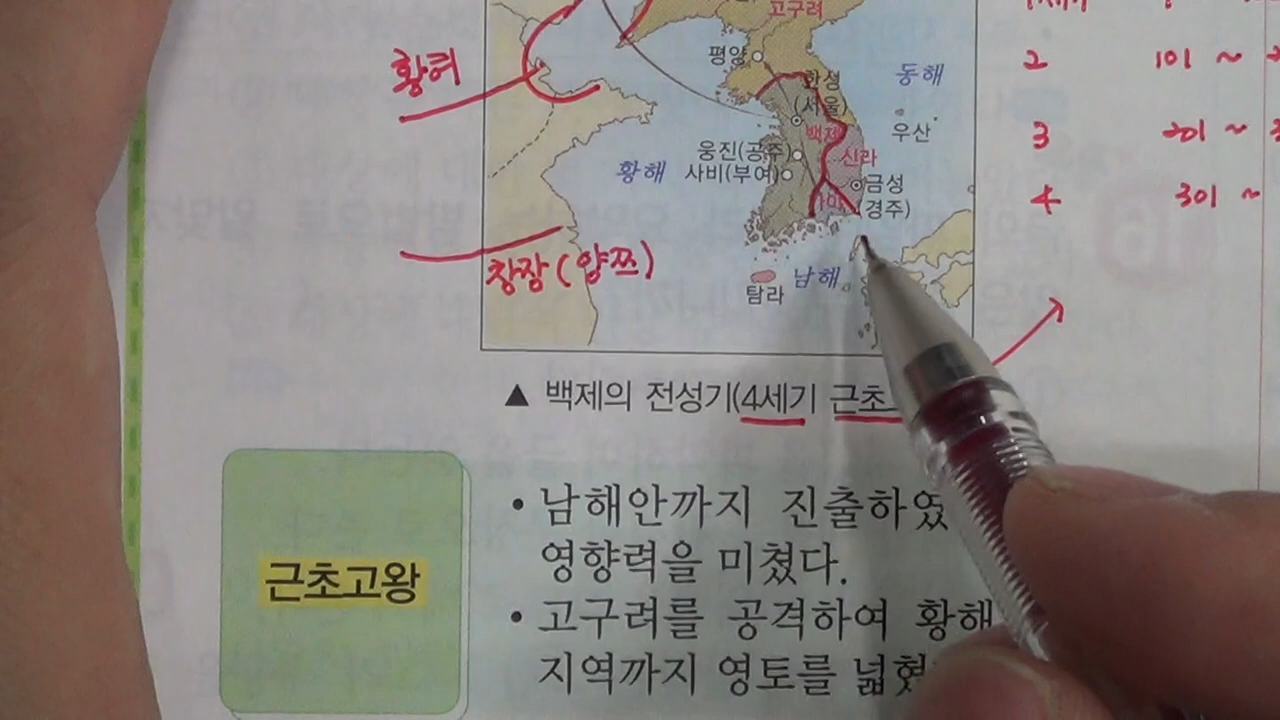 고구려
평양
황허
한성
(서울)
동해
2 101 ~
백제
우산
3 201 ~
웅진(공주)
신라
황해
사비(부여)
금성
(경주)
가야
4 301 ~
창장(양쯔)
남해
탐라
▲ 백제의 전성기(4세기 근초
근초고왕
• 남해안까지 진출하였
영향력을 미쳤다.
• 고구려를 공격하여 황해
지역까지 영토를 넓혔